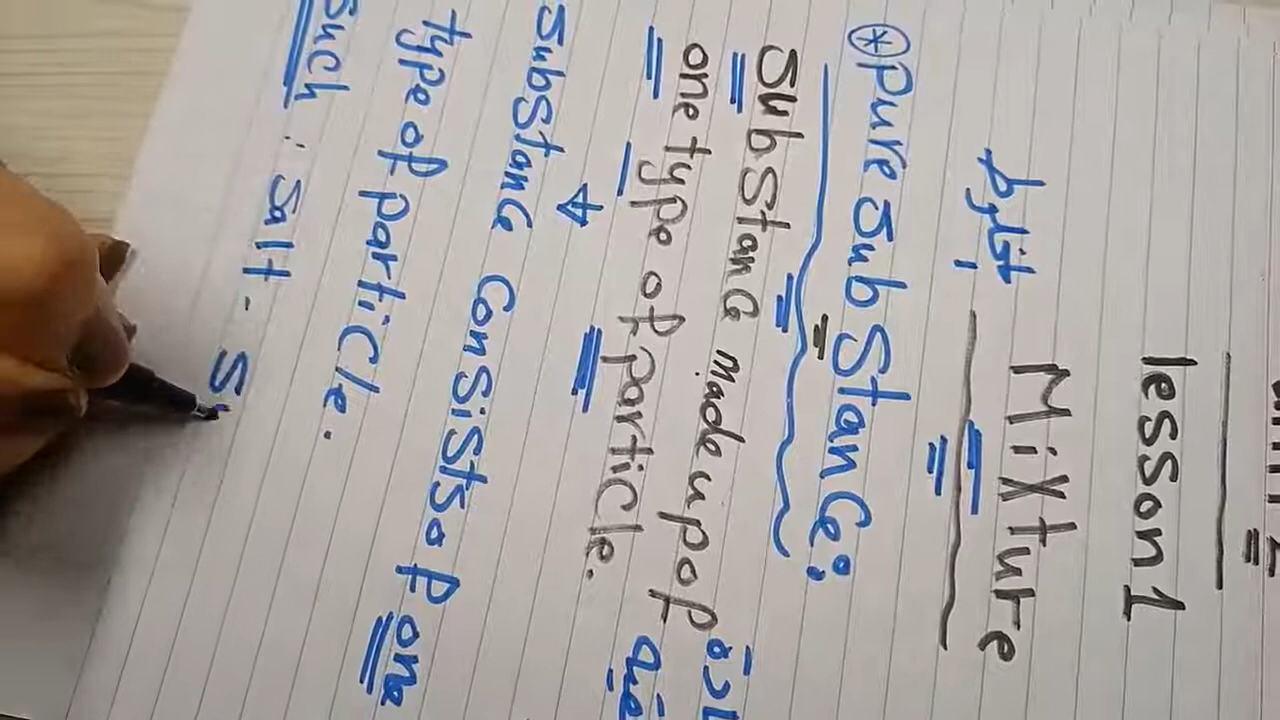 lesson 1
Mixture
مخلوط
* Pure Substance:
Substance made up of
one type of particle.
Substance Consists of one
type of particle.
Such: Salt - S